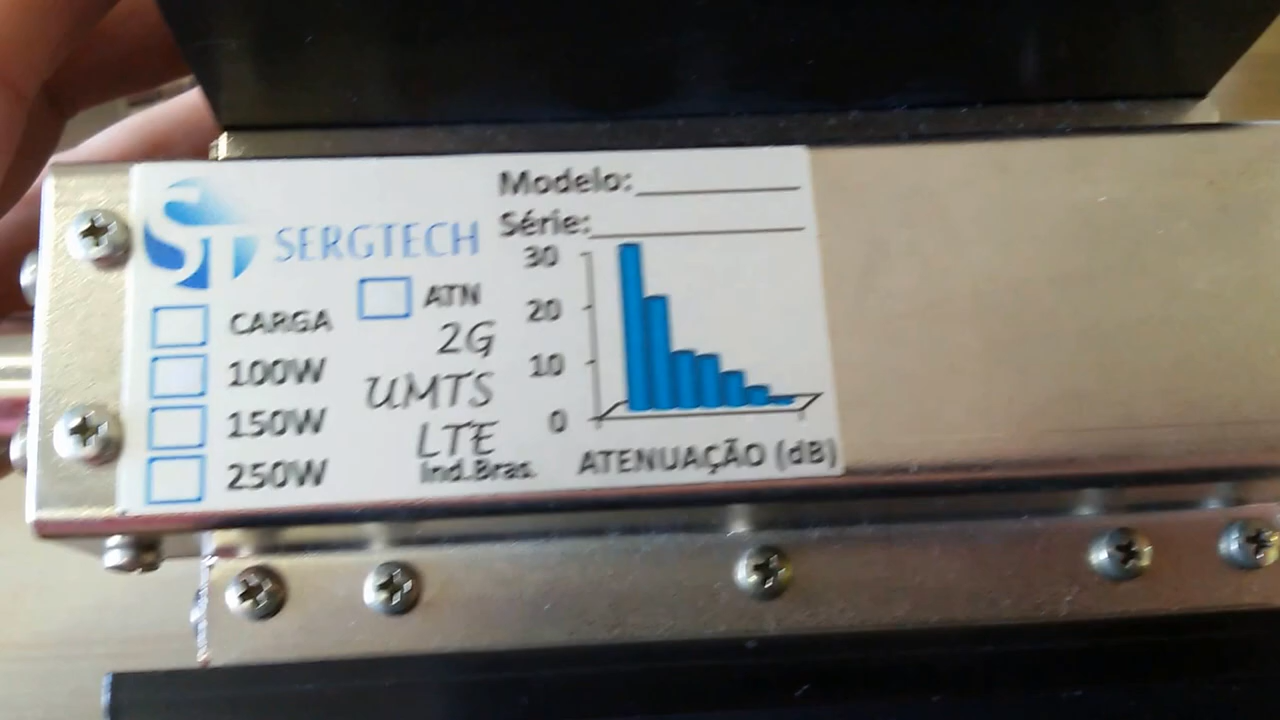 ST SERGTECH
Modelo:
Série:
CARGA
100W
150W
250W
ATN
2G
UMTS
LTE
Ind.Bras.
30
20
10
0
ATENUAÇÃO (dB)